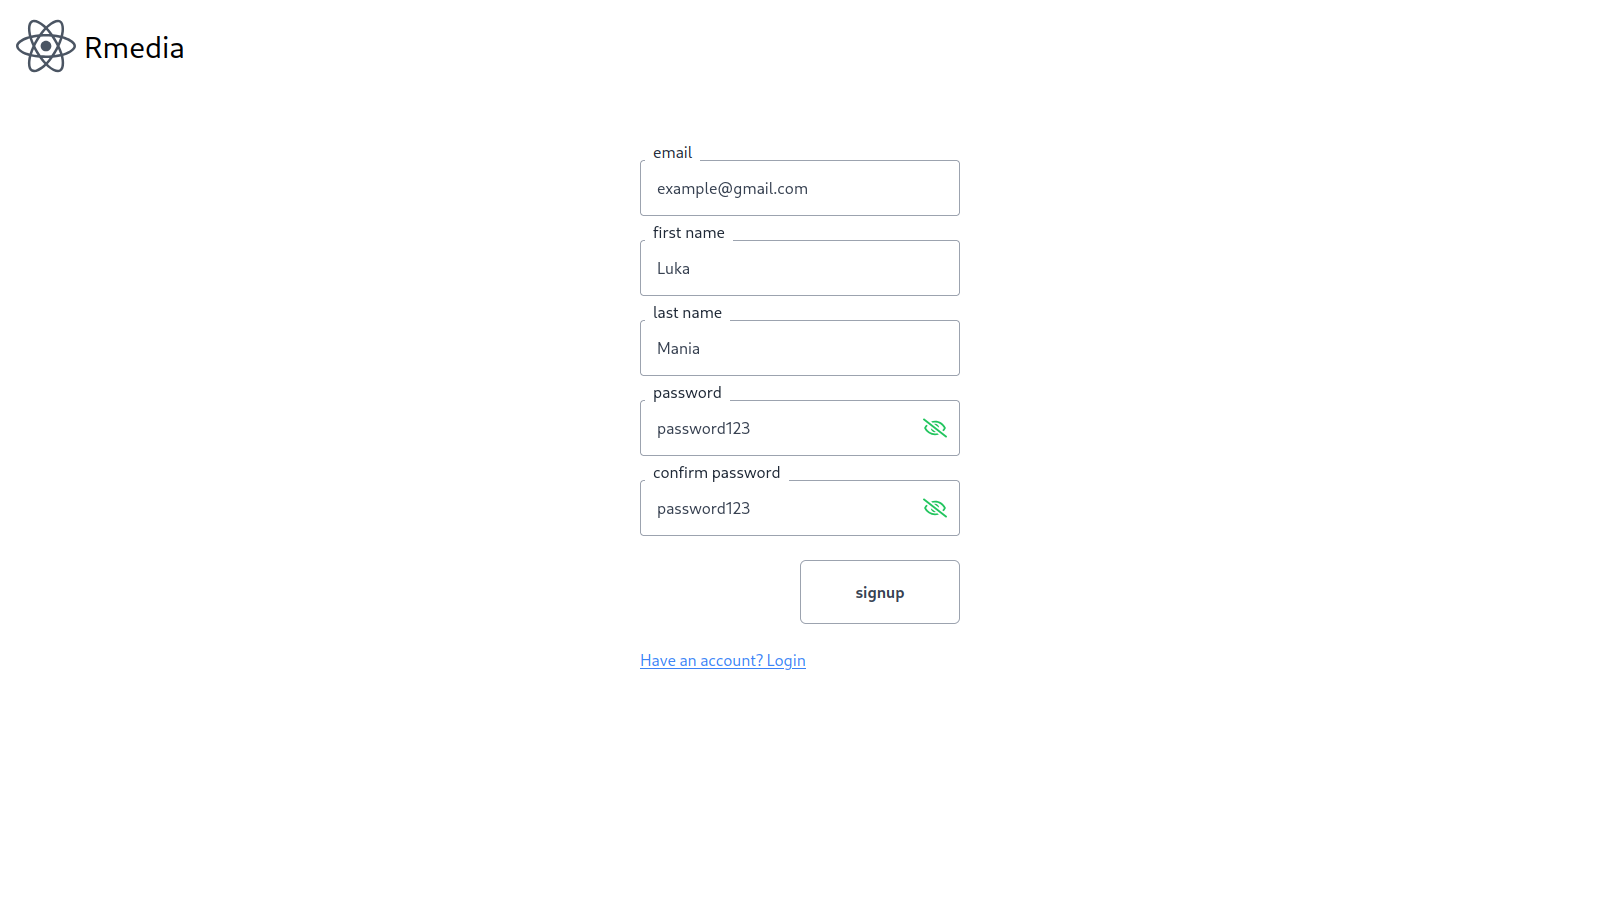 Rmedia
email
example@gmail.com
first name
Luka
last name
Mania
password
password123
confirm password
password123
signup
Have an account? Login